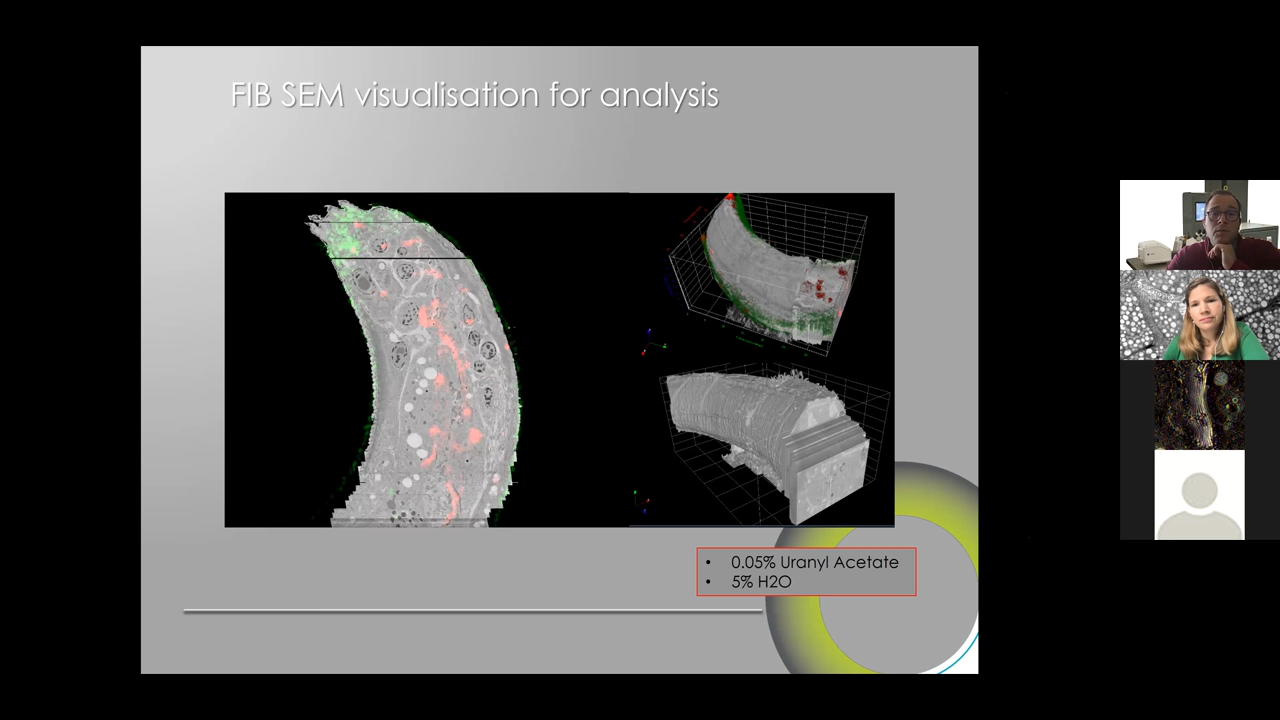 FIB SEM visualisation for analysis
• 0.05% Uranyl Acetate
• 5% H2O